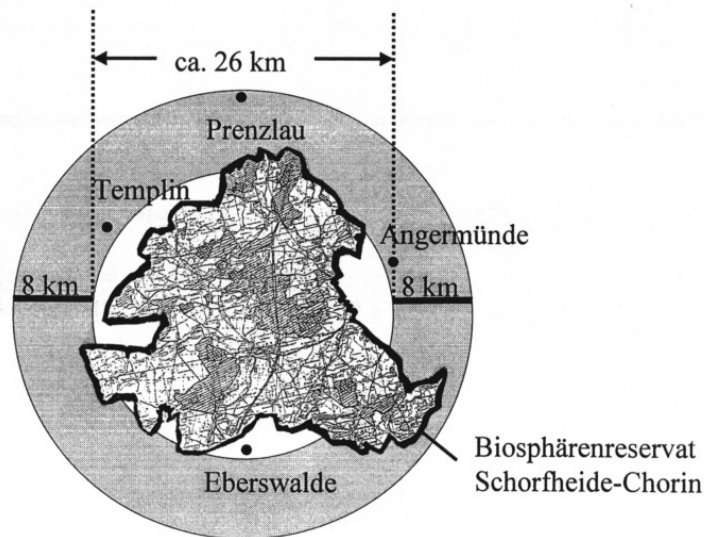 ca. 26 km
Prenzlau
Templin
Angermünde
8 km
8 km
Eberswalde
Biosphärenreservat
Schorfheide-Chorin